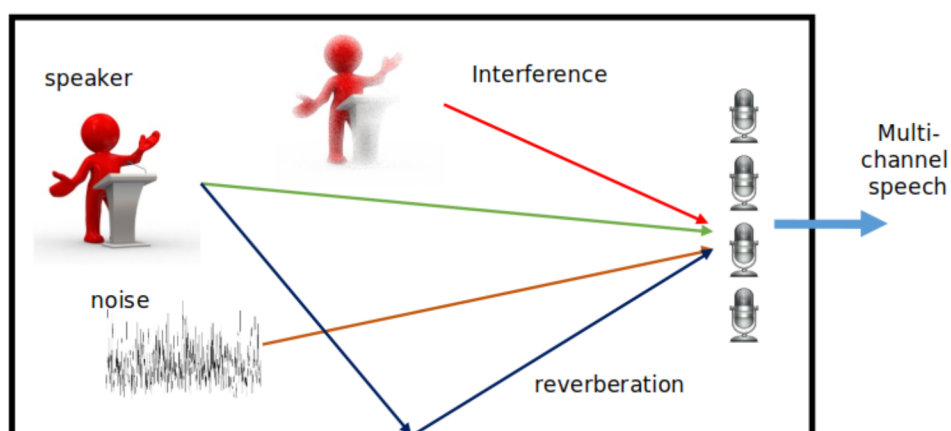 speaker
Interference
noise
reverberation
Multi-
channel
speech